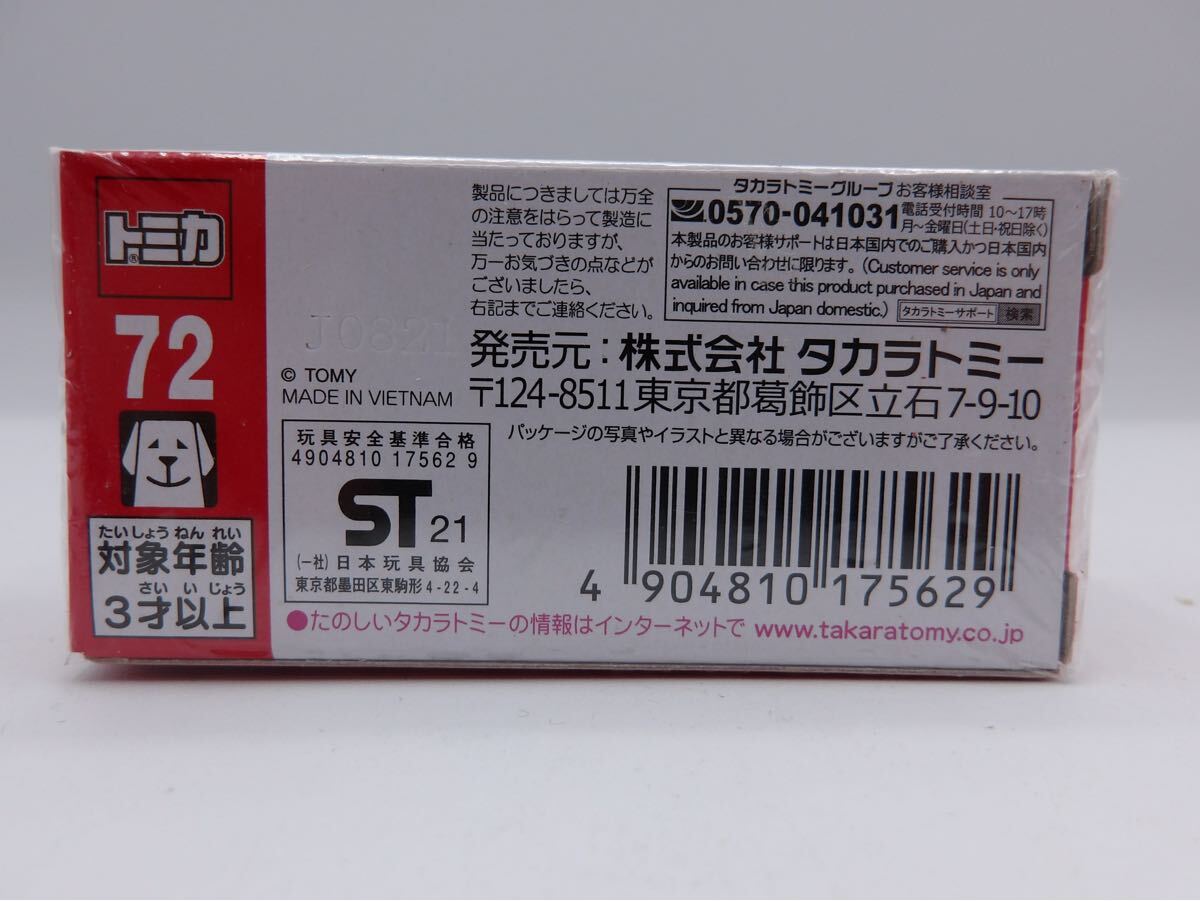 トミカ®
72
たいしょうねんれい
対象年齢
さいいじょう
3才以上
J0821
© TOMY
MADE IN VIETNAM
玩具安全基準合格
4904810 17562 9
ST 21
(一社)日本玩具協会
東京都墨田区東駒形4-22-4
製品につきましては万全
の注意をはらって製造に
当たっておりますが、
万一お気づきの点などが
ございましたら、
右記までご連絡ください。
タカラトミーグループお客様相談室
0570-041031
電話受付時間 10〜17時
月〜金曜日(土日・祝日除く)
本製品のお客様サポートは日本国内でのご購入かつ日本国内
からのお問い合わせに限ります。(Customer service is only
available in case this product purchased in Japan and
inquired from Japan domestic.) タカラトミーサポート 検索
発売元:株式会社 タカラトミー
〒124-8511東京都葛飾区立石7-9-10
パッケージの写真やイラストと異なる場合がございますがご了承ください。
4 904810 175629
●たのしいタカラトミーの情報はインターネットで www.takaratomy.co.jp